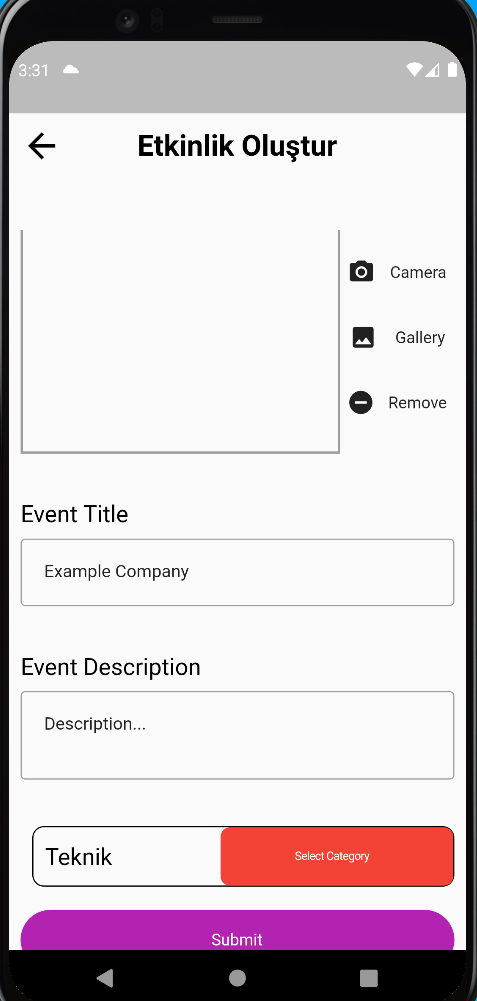 3:31
Etkinlik Oluştur
Camera
Gallery
Remove
Event Title
Example Company
Event Description
Description...
Teknik
Select Category
Submit